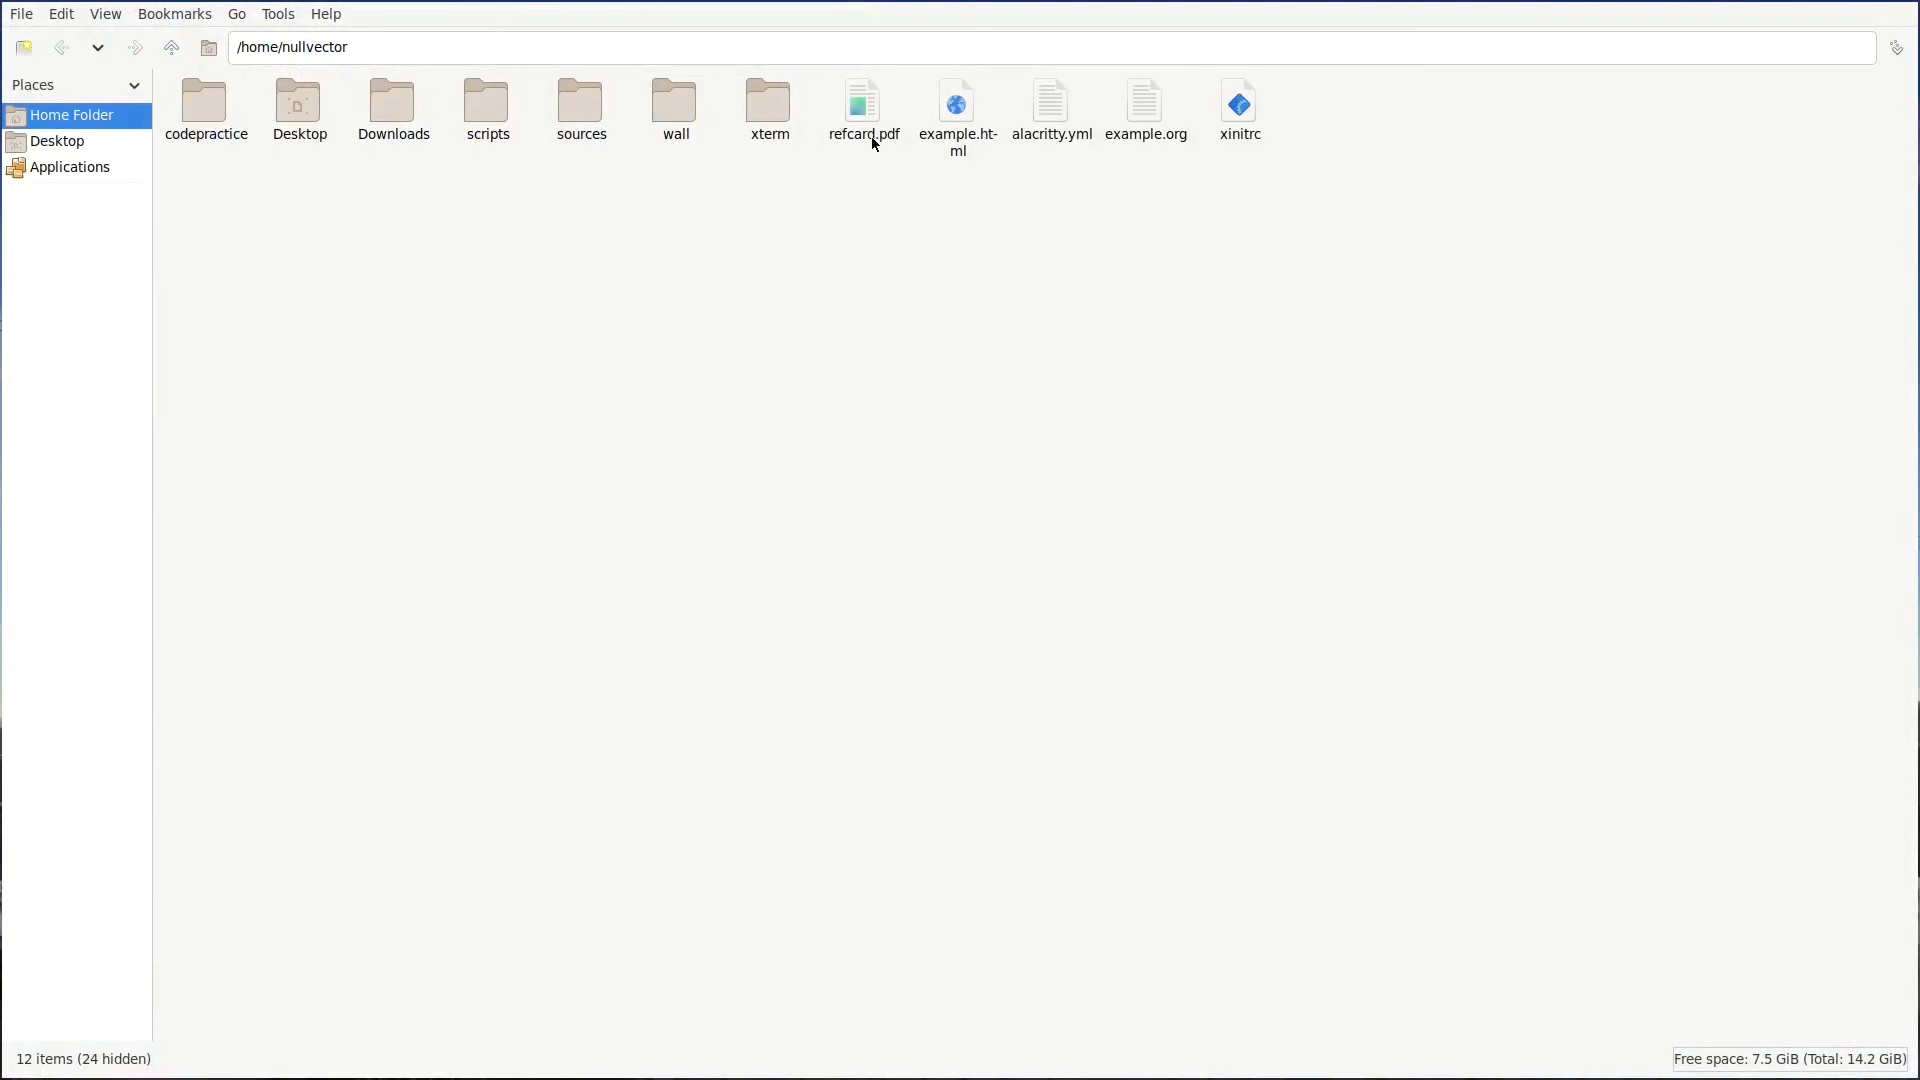 File Edit View Bookmarks Go Tools Help
/home/nullvector
Places
Home Folder
Desktop
Applications
codepractice Desktop Downloads scripts sources wall xterm refcard.pdf example.ht-
ml alacritty.yml example.org xinitrc
12 items (24 hidden)
Free space: 7.5 GiB (Total: 14.2 GiB)